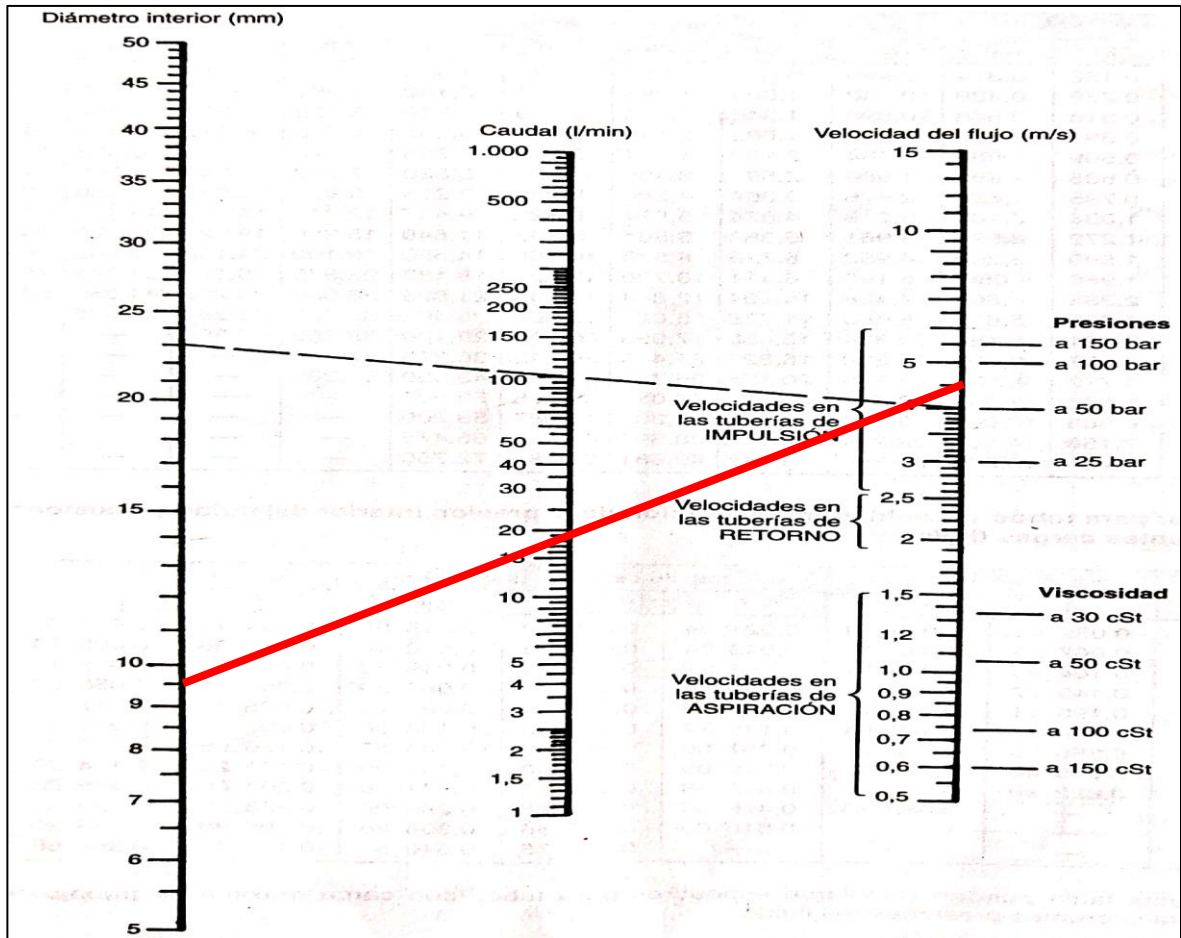 Diámetro interior (mm)
50
45
40
35
30
25
20
15
10
9
8
7
6
5
Caudal (l/min)
1.000
500
250
200
150
100
50
40
30
20
15
10
5
4
3
2
1,5
1
Velocidad del flujo (m/s)
15
10
5
3
2,5
2
1,5
1,2
1,0
0,9
0,8
0,7
0,6
0,5
Velocidades en
las tuberías de
IMPULSIÓN
Velocidades en
las tuberías de
RETORNO
Velocidades en
las tuberías de
ASPIRACIÓN
Presiones
a 150 bar
a 100 bar
a 50 bar
a 25 bar
Viscosidad
a 30 cSt
a 50 cSt
a 100 cSt
a 150 cSt